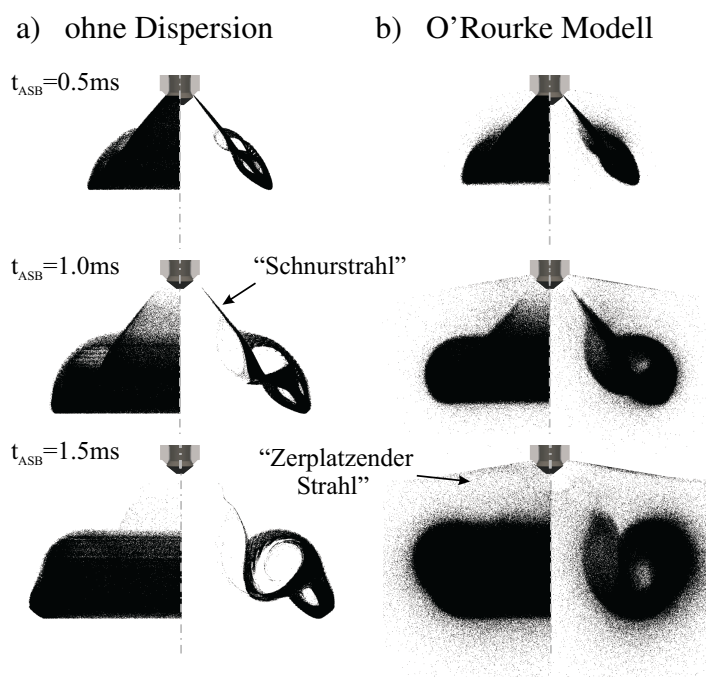 a) ohne Dispersion
b) O’Rourke Modell
t_ASB=0.5ms
t_ASB=1.0ms
“Schnurstrahl”
t_ASB=1.5ms
“Zerplatzender
Strahl”